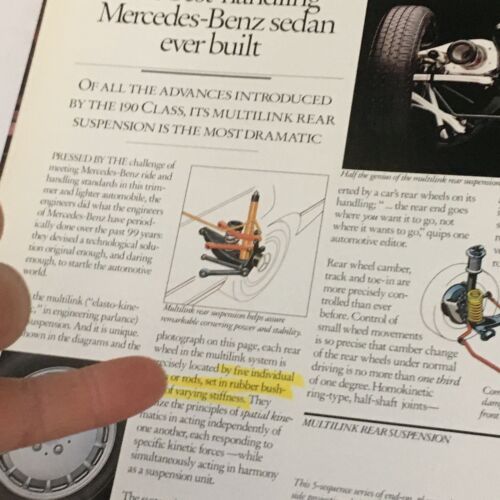 Mercedes-Benz sedan
ever built
OF ALL THE ADVANCES INTRODUCED
BY THE 190 CLASS, ITS MULTILINK REAR
SUSPENSION IS THE MOST DRAMATIC
PRESSED BY THE challenge of
meeting Mercedes-Benz ride and
handling standards in this trim-
mer and lighter automobile, the
engineers did what the engineers
of Mercedes-Benz have period-
ically done over the past 99 years:
they devised a technological solu-
tion original enough, and daring
enough, to startle the automotive
world.
the multilink ("elasto-kine-
," in engineering parlance)
suspension. And it is unique.
in the diagrams and the
Multilink rear suspension helps assure
remarkable cornering power and stability.
photograph on this page, each rear
wheel in the multilink system is
precisely located by five individual
or rods, set in rubber bush-
of varying stiffness. They
the principles of spatial kine-
matics in acting independently of
one another, each responding to
specific kinetic forces—while
simultaneously acting in harmony
as a suspension unit.
Half the genius of the multilink rear suspension
erted by a car's rear wheels on its
handling; "– the rear end goes
where you want it to go, not
where it wants to go," quips one
automotive editor.
Rear wheel camber,
track and toe-in are
more precisely con-
trolled than ever
before. Control of
small wheel movements
is so precise that camber change
of the rear wheels under normal
driving is no more than one third
of one degree. Homokinetic
ring-type, half-shaft joints—
MULTILINK REAR SUSPENSION
This 5-sequence series of